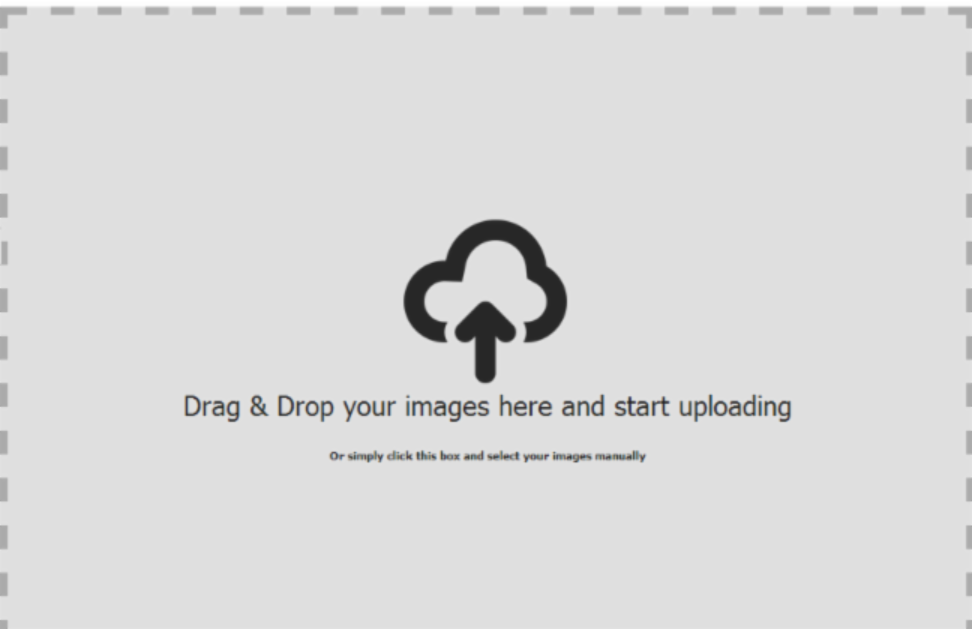 Drag & Drop your images here and start uploading
Or simply click this box and select your images manually